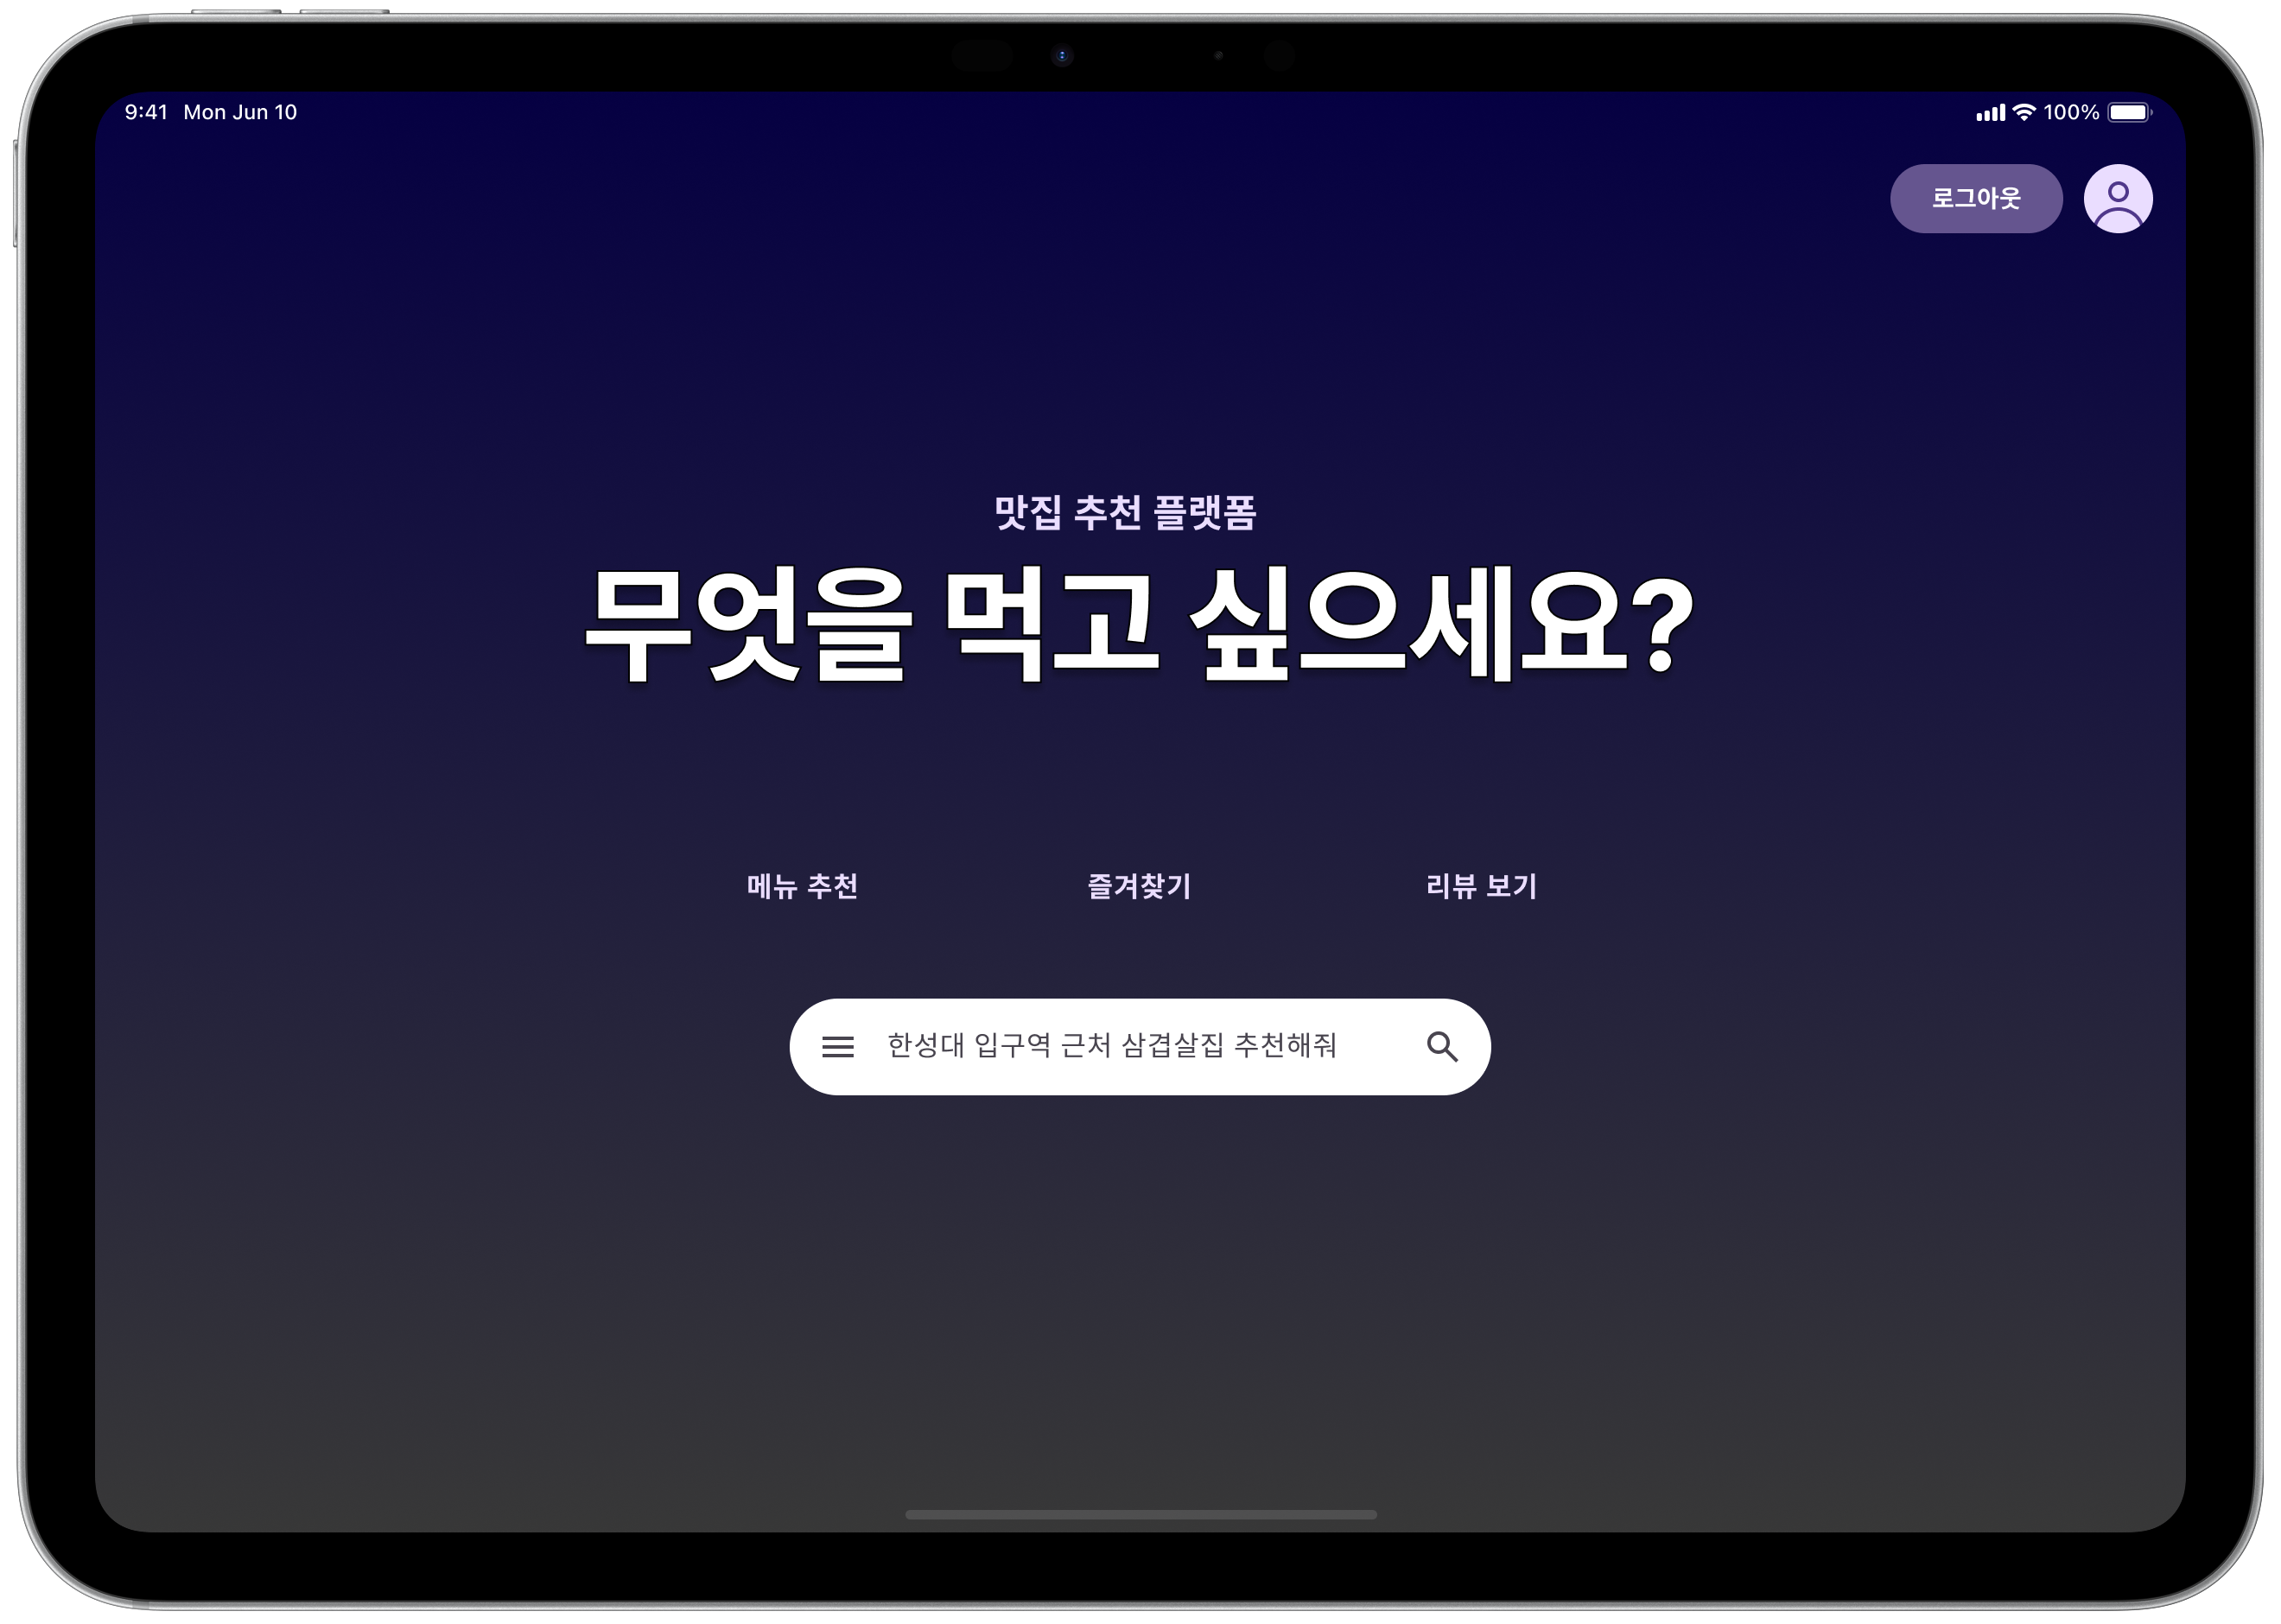 9:41 Mon Jun 10 100%
로그아웃
맛집 추천 플랫폼
무엇을 먹고 싶으세요?
메뉴 추천 즐겨찾기 리뷰 보기
한성대 입구역 근처 삼겹살집 추천해줘